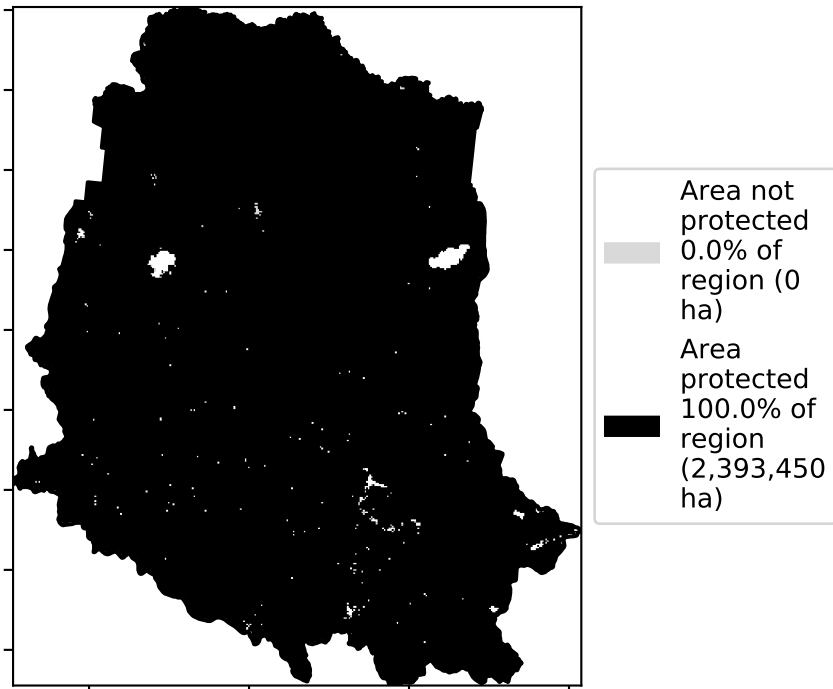 Area not
protected
0.0% of
region (0
ha)
Area
protected
100.0% of
region
(2,393,450
ha)